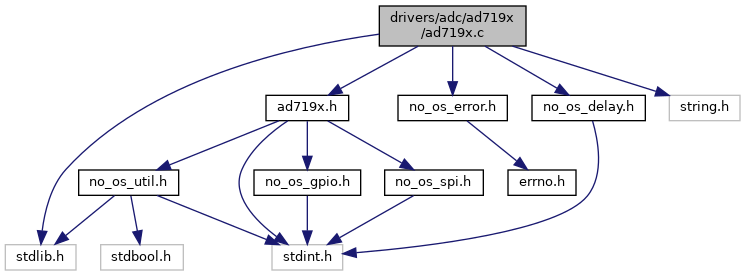 drivers/adc/ad719x
/ad719x.c
ad719x.h
no_os_error.h
no_os_delay.h
string.h
no_os_util.h
no_os_gpio.h
no_os_spi.h
errno.h
stdlib.h
stdbool.h
stdint.h